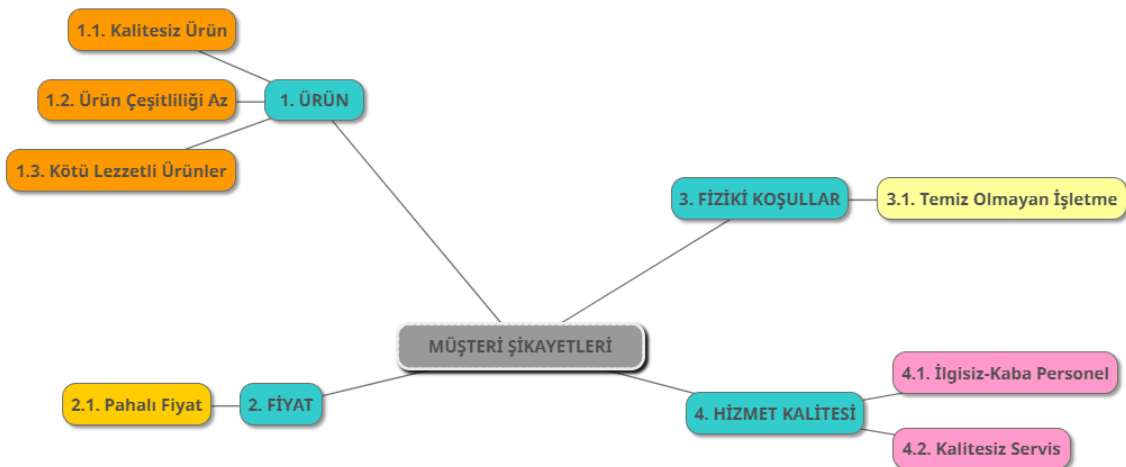 1.1. Kalitesiz Ürün
1.2. Ürün Çeşitliliği Az
1. ÜRÜN
1.3. Kötü Lezzetli Ürünler
3. FİZİKİ KOŞULLAR
3.1. Temiz Olmayan İşletme
MÜŞTERİ ŞİKAYETLERİ
2.1. Pahalı Fiyat
2. FİYAT
4. HİZMET KALİTESİ
4.1. İlgisiz-Kaba Personel
4.2. Kalitesiz Servis